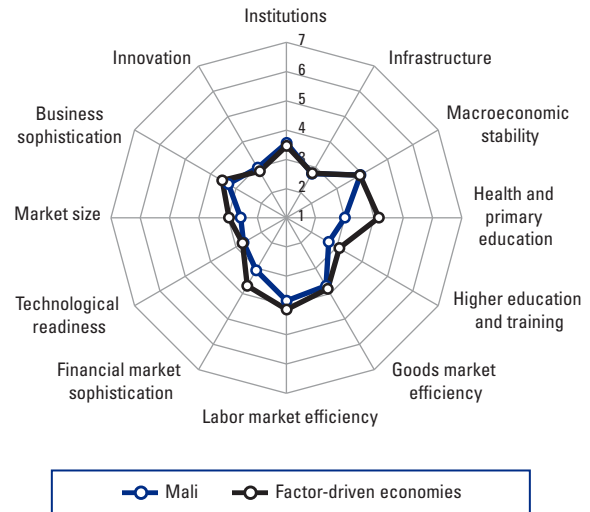 Institutions
7
Innovation
Infrastructure
6
5
Business
sophistication
Macroeconomic
stability
4
3
2
Market size
1
Health and
primary
education
Technological
readiness
Higher education
and training
Financial market
sophistication
Goods market
efficiency
Labor market efficiency
Mali
Factor-driven economies